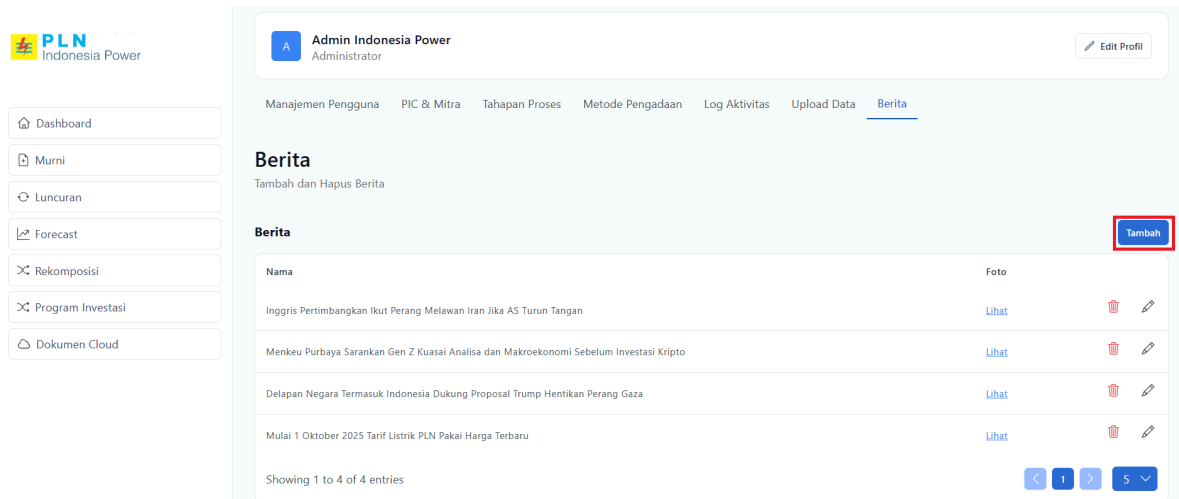 PLN
Indonesia Power
Dashboard
Murni
Luncuran
Forecast
Rekomposisi
Program Investasi
Dokumen Cloud
A
Admin Indonesia Power
Administrator
Edit Profil
Manajemen Pengguna PIC & Mitra Tahapan Proses Metode Pengadaan Log Aktivitas Upload Data Berita
Berita
Tambah dan Hapus Berita
Berita
Tambah
Nama Foto
Inggris Pertimbangkan Ikut Perang Melawan Iran Jika AS Turun Tangan Lihat
Menkeu Purbaya Sarankan Gen Z Kuasai Analisa dan Makroekonomi Sebelum Investasi Kripto Lihat
Delapan Negara Termasuk Indonesia Dukung Proposal Trump Hentikan Perang Gaza Lihat
Mulai 1 Oktober 2025 Tarif Listrik PLN Pakai Harga Terbaru Lihat
Showing 1 to 4 of 4 entries < 1 > 5